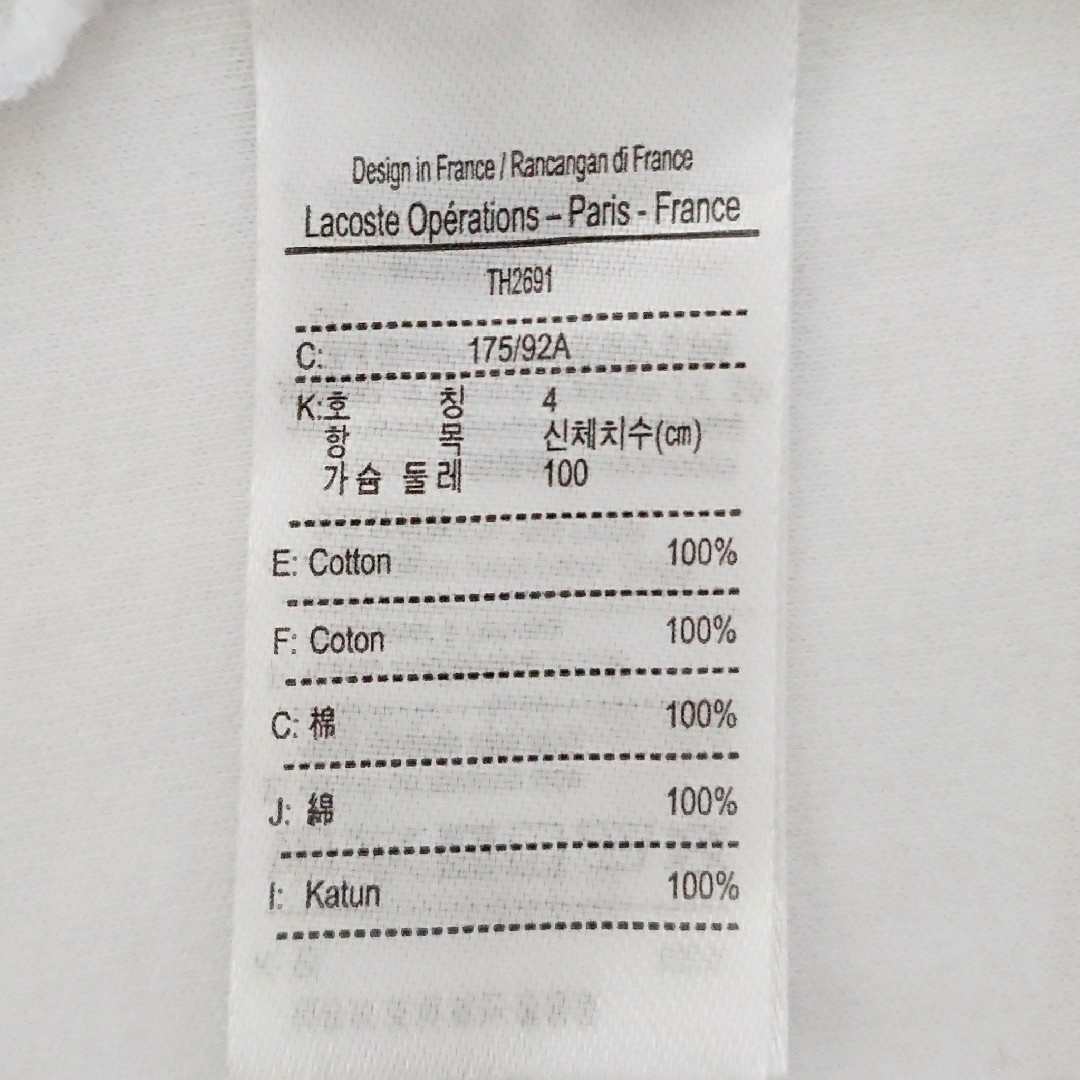 Design in France / Rancangan di France
Lacoste Opérations – Paris - France
TH2691
C: 175/92A
K:호 칭 4
항 목 신체치수(cm)
가슴 둘레 100
E: Cotton 100%
F: Coton 100%
C: 棉 100%
J: 綿 100%
I: Katun 100%